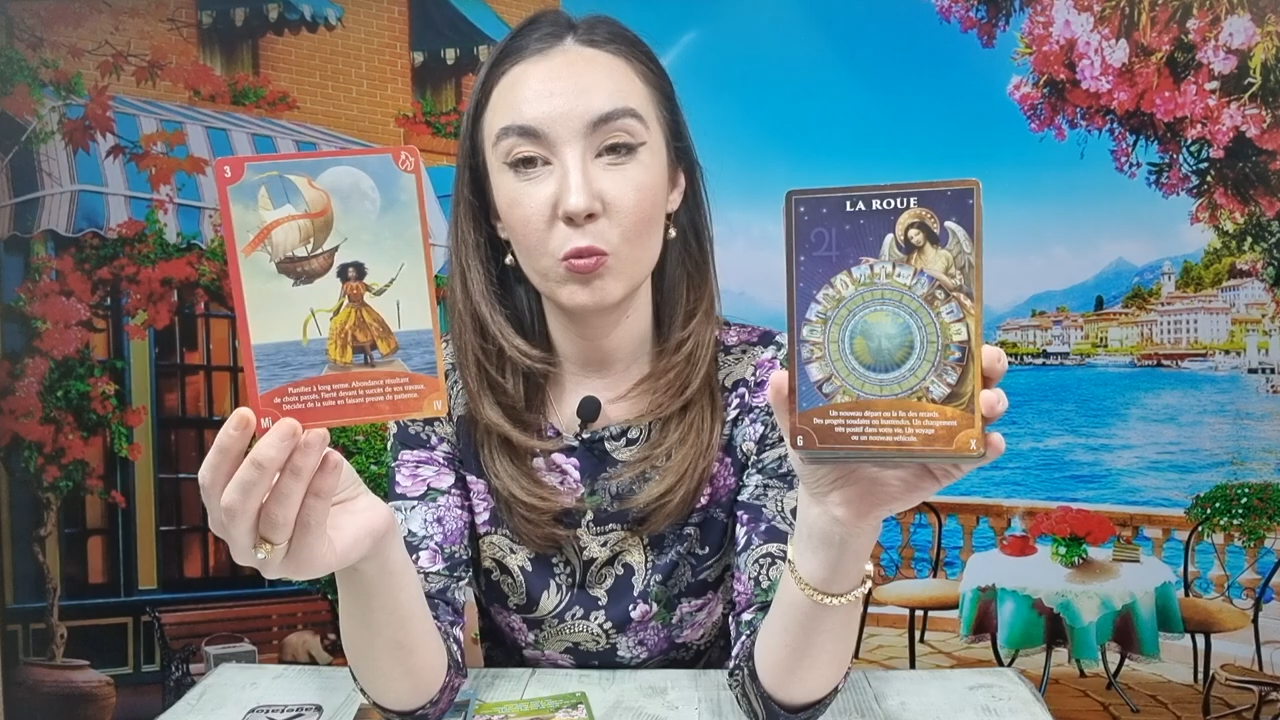 3
Planifiez à long terme. Abondance résultant
de choix passés. Fierté devant le succès de vos travaux.
Décidez de la suite en faisant preuve de patience.
IV
LA ROUE
Un nouveau départ ou la fin des retards.
Des progrès soudains ou inattendus. Un changement
très positif dans votre vie. Un voyage
ou un nouveau véhicule.
6
X